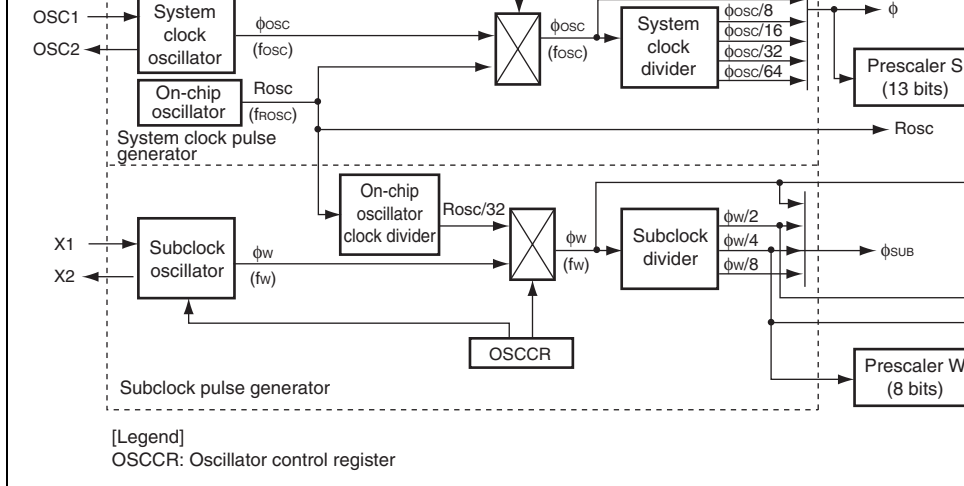 OSC1
OSC2
System
clock
oscillator
φOSC
(fOSC)
φOSC
(fOSC)
System
clock
divider
φOSC/8
φOSC/16
φOSC/32
φOSC/64
φ
Prescaler S
(13 bits)
On-chip
oscillator
Rosc
(fROSC)
System clock pulse
generator
Rosc
On-chip
oscillator
clock divider
Rosc/32
X1
X2
Subclock
oscillator
φW
(fW)
φW
(fW)
Subclock
divider
φW/2
φW/4
φW/8
φSUB
OSCCR
Subclock pulse generator
Prescaler W
(8 bits)
[Legend]
OSCCR: Oscillator control register